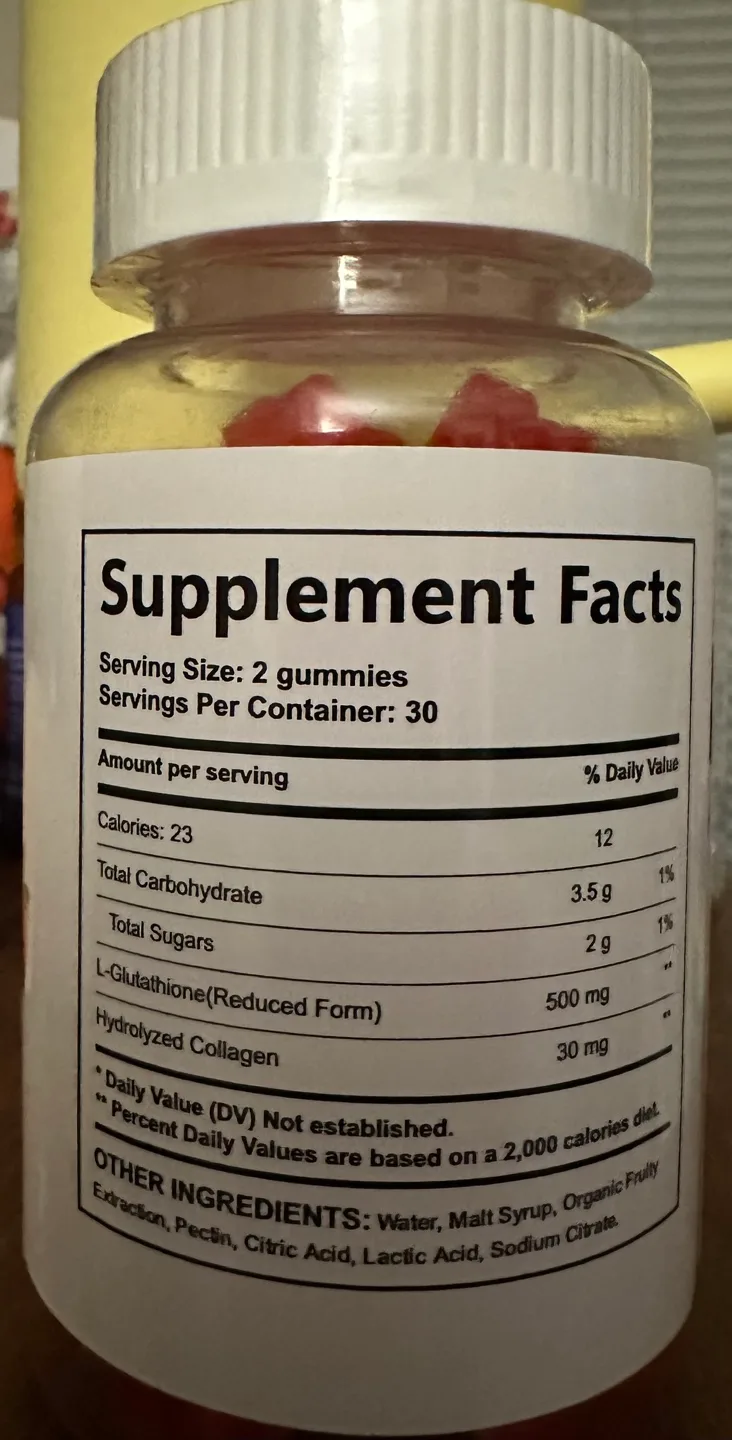 Supplement Facts
Serving Size: 2 gummies
Servings Per Container: 30
Amount per serving % Daily Value
Calories: 23 12
Total Carbohydrate 3.5 g 1%
Total Sugars 2 g 1%
L-Glutathione(Reduced Form) 500 mg **
Hydrolyzed Collagen 30 mg **
* Daily Value (DV) Not established.
** Percent Daily Values are based on a 2,000 calories diet.
OTHER INGREDIENTS: Water, Malt Syrup, Organic Fruity
Extraction, Pectin, Citric Acid, Lactic Acid, Sodium Citrate.